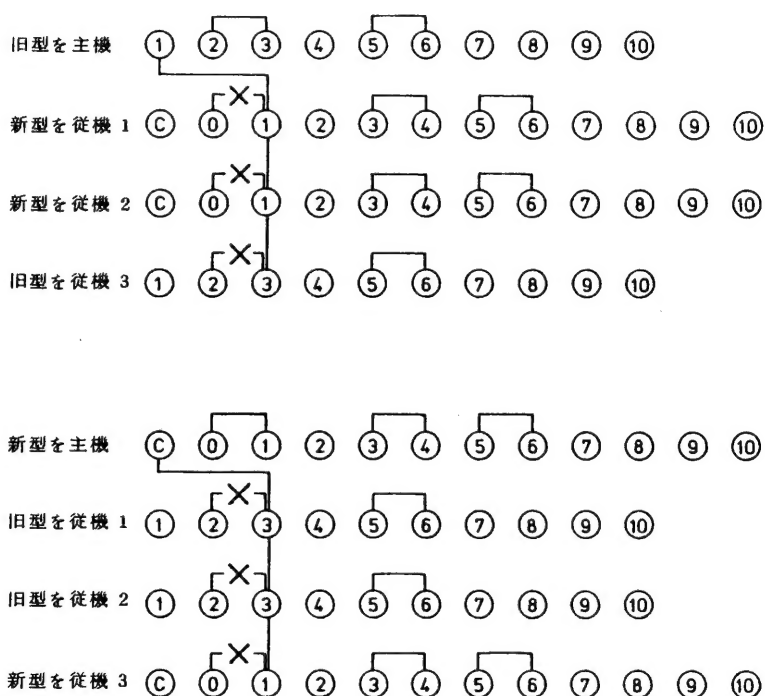 旧型を主機 1 2 3 4 5 6 7 8 9 10
新型を従機 1 C 0 1 2 3 4 5 6 7 8 9 10
新型を従機 2 C 0 1 2 3 4 5 6 7 8 9 10
旧型を従機 3 1 2 3 4 5 6 7 8 9 10
新型を主機 C 0 1 2 3 4 5 6 7 8 9 10
旧型を従機 1 1 2 3 4 5 6 7 8 9 10
旧型を従機 2 1 2 3 4 5 6 7 8 9 10
新型を従機 3 C 0 1 2 3 4 5 6 7 8 9 10